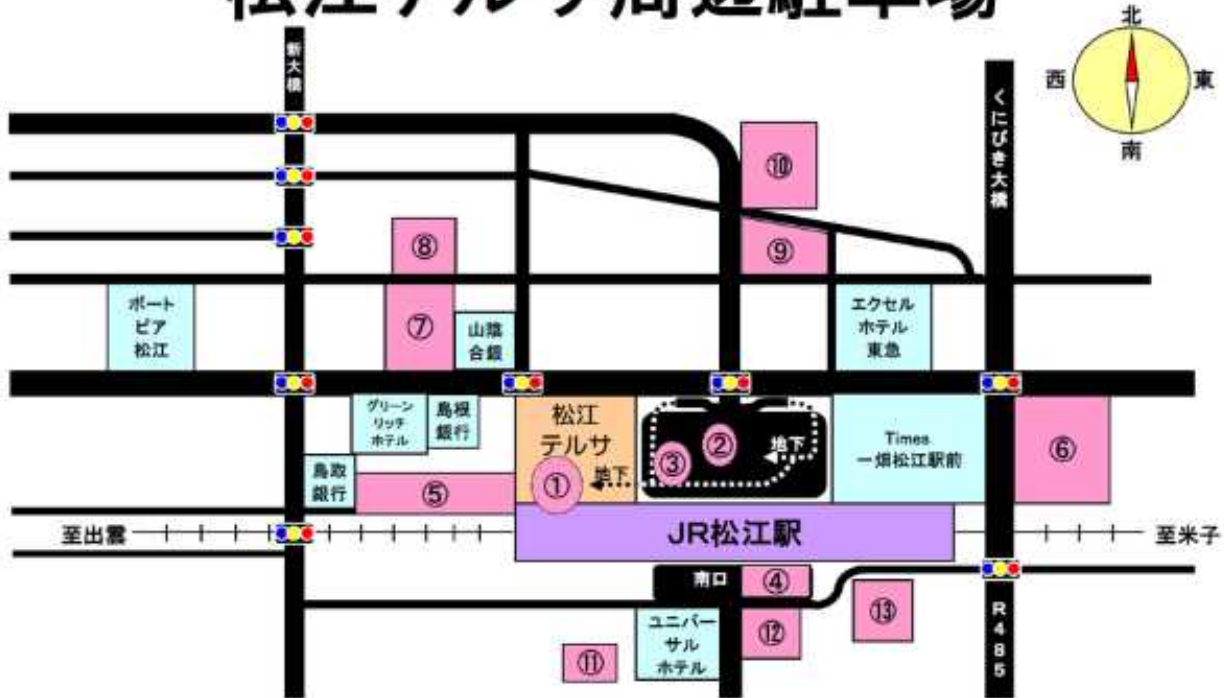 松江テルサ周辺駐車場
北
西
東
南
新大橋
くにびき大橋
⑩
⑧
⑨
ポート
ピア
松江
⑦
山陰
合銀
エクセル
ホテル
東急
グリーン
リッチ
ホテル
島根
銀行
松江
テルサ
②
地下
③
Times
一畑松江駅前
⑥
鳥取
銀行
⑤
①
地下
至出雲
JR松江駅
至米子
南口
④
⑬
R485
ユニバー
サル
ホテル
⑫
⑪